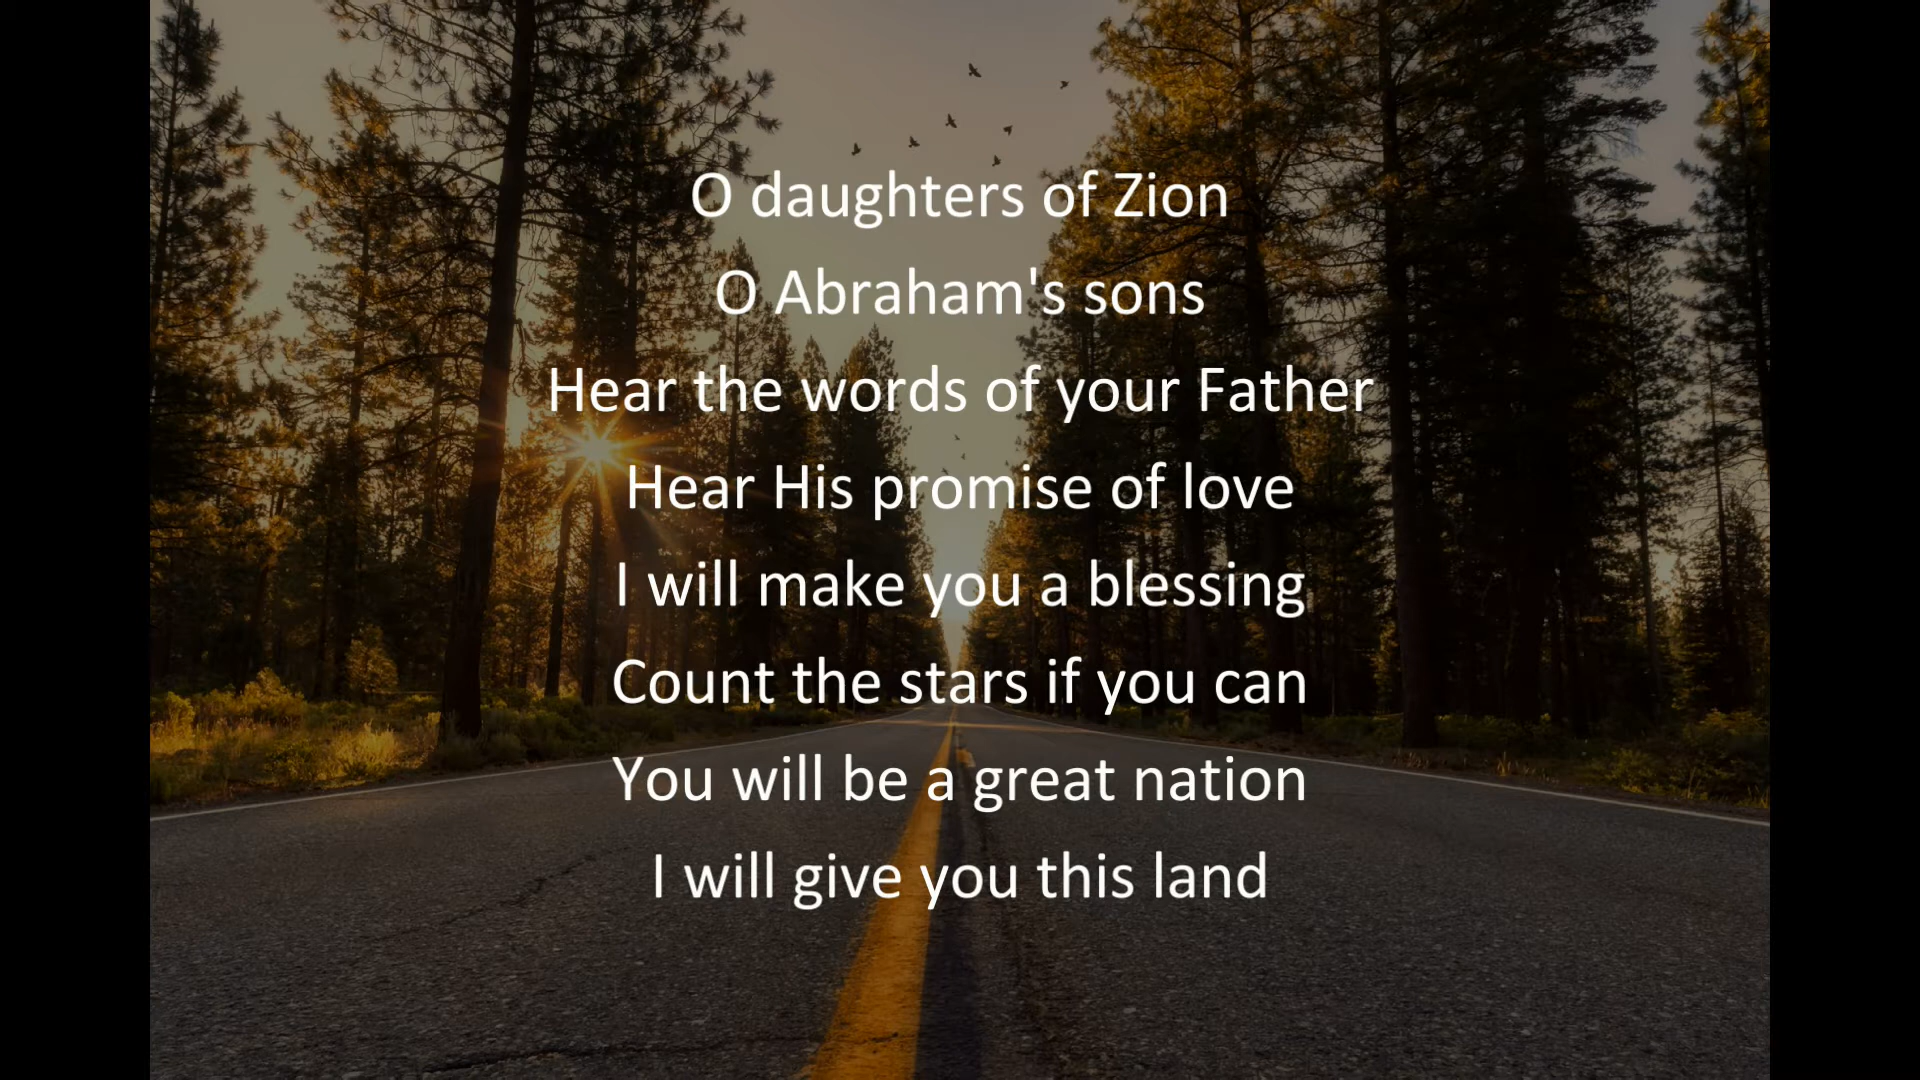 O daughters of Zion
O Abraham's sons
Hear the words of your Father
Hear His promise of love
I will make you a blessing
Count the stars if you can
You will be a great nation
I will give you this land